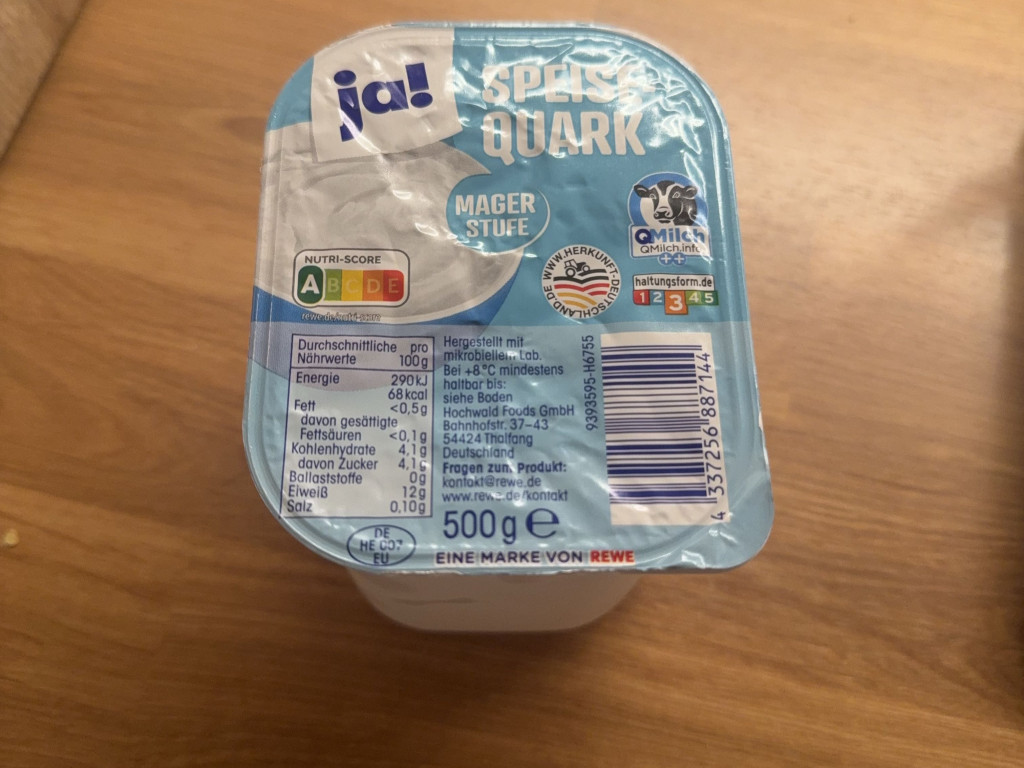 ja!
SPEISE-
QUARK
MAGER
STUFE
QMilch
QMilch.info
++
WWW.HERKUNFT-DEUTSCHLAND.DE
haltungsform.de
1 2 3 4 5
NUTRI-SCORE
A B C D E
rewe.de/nutri-score
Durchschnittliche pro
Nährwerte 100g
Energie 290kJ
68kcal
Fett <0,5g
davon gesättigte
Fettsäuren <0,1g
Kohlenhydrate 4,1g
davon Zucker 4,1g
Ballaststoffe 0g
Eiweiß 12g
Salz 0,10g
Hergestellt mit
mikrobiellem Lab.
Bei +8°C mindestens
haltbar bis:
siehe Boden
Hochwald Foods GmbH
Bahnhofstr. 37-43
54424 Thalfang
Deutschland
Fragen zum Produkt:
kontakt@rewe.de
www.rewe.de/kontakt
500g e
9393595-H6755
4 337256 887144
DE
HE 007
EU
EINE MARKE VON REWE